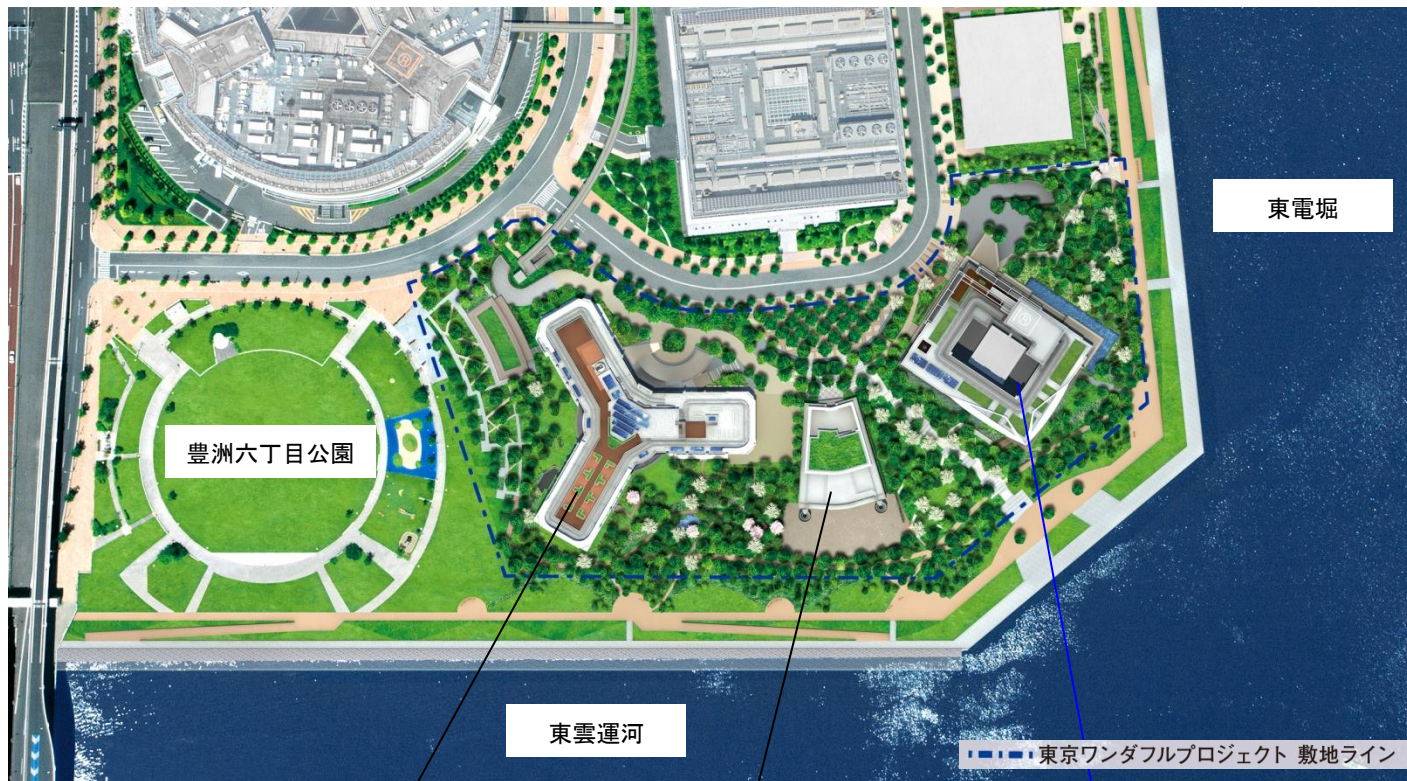 東電堀
豊洲六丁目公園
東雲運河
東京ワンダフルプロジェクト 敷地ライン